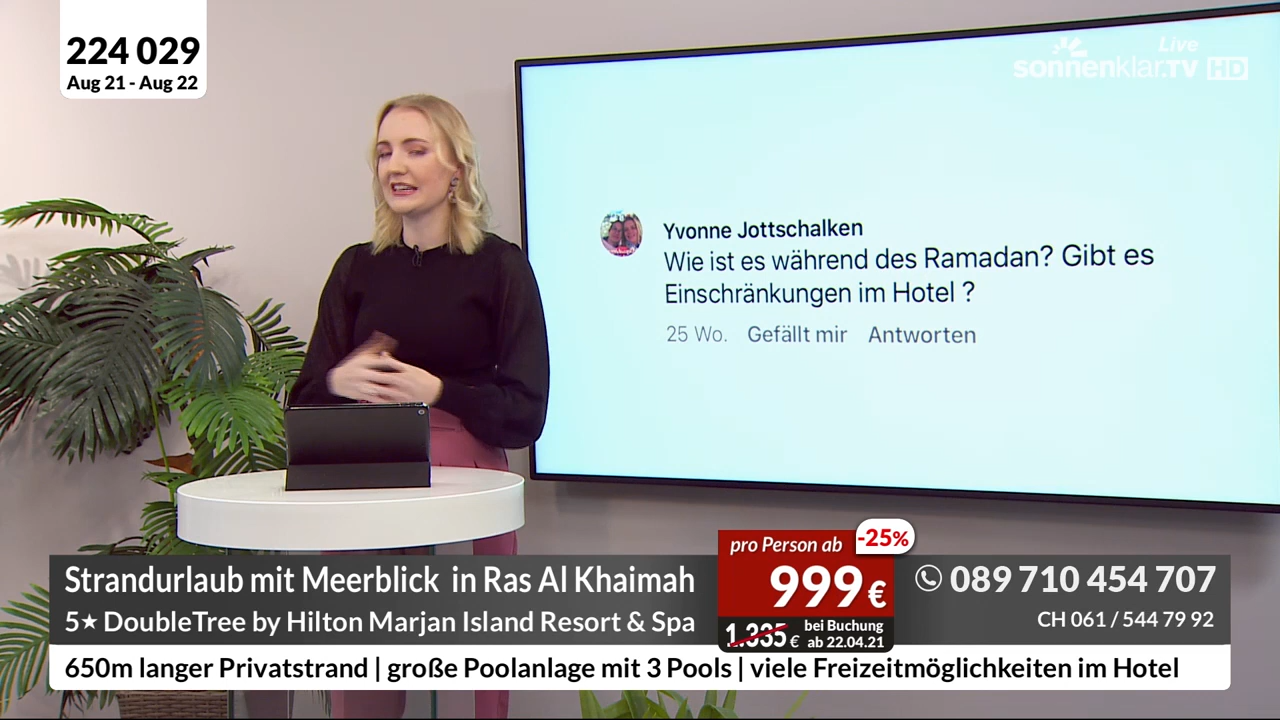 224 029
Aug 21 - Aug 22
Live
sonnenklar.TV HD
Yvonne Jottschalken
Wie ist es während des Ramadan? Gibt es
Einschränkungen im Hotel ?
25 Wo. Gefällt mir Antworten
pro Person ab
-25%
999€
1.335€
bei Buchung
ab 22.04.21
Strandurlaub mit Meerblick in Ras Al Khaimah
5★ DoubleTree by Hilton Marjan Island Resort & Spa
089 710 454 707
CH 061 / 544 79 92
650m langer Privatstrand | große Poolanlage mit 3 Pools | viele Freizeitmöglichkeiten im Hotel